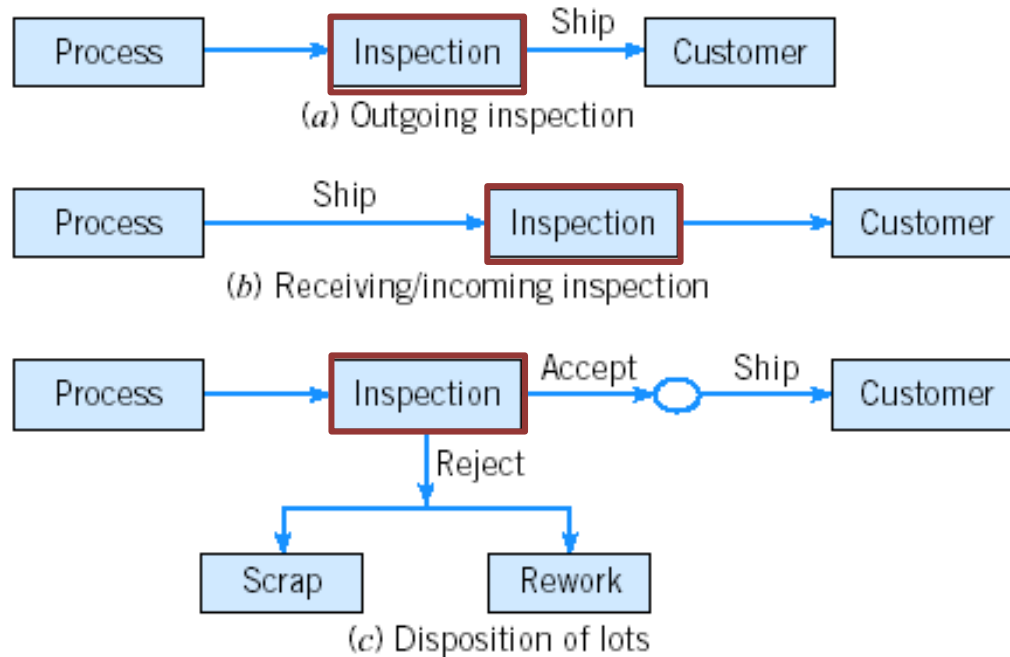 Ship
Process Inspection Customer
(a) Outgoing inspection
Ship
Process Inspection Customer
(b) Receiving/incoming inspection
Accept Ship
Process Inspection Customer
Reject
Scrap Rework
(c) Disposition of lots